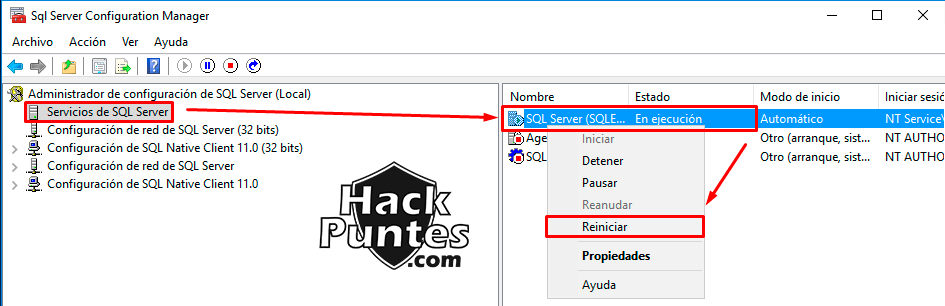 Sql Server Configuration Manager
Archivo Acción Ver Ayuda
Administrador de configuración de SQL Server (Local)
Servicios de SQL Server
Configuración de red de SQL Server (32 bits)
Configuración de SQL Native Client 11.0 (32 bits)
Configuración de red de SQL Server
Configuración de SQL Native Client 11.0
Hack
Puntes
.com
Nombre Estado Modo de inicio Iniciar sesió
SQL Server (SQLE... En ejecución Automático NT Service\
Age Otro (arranque, sist... NT AUTHO
SQL Otro (arranque, sist... NT AUTHO
Iniciar
Detener
Pausar
Reanudar
Reiniciar
Propiedades
Ayuda